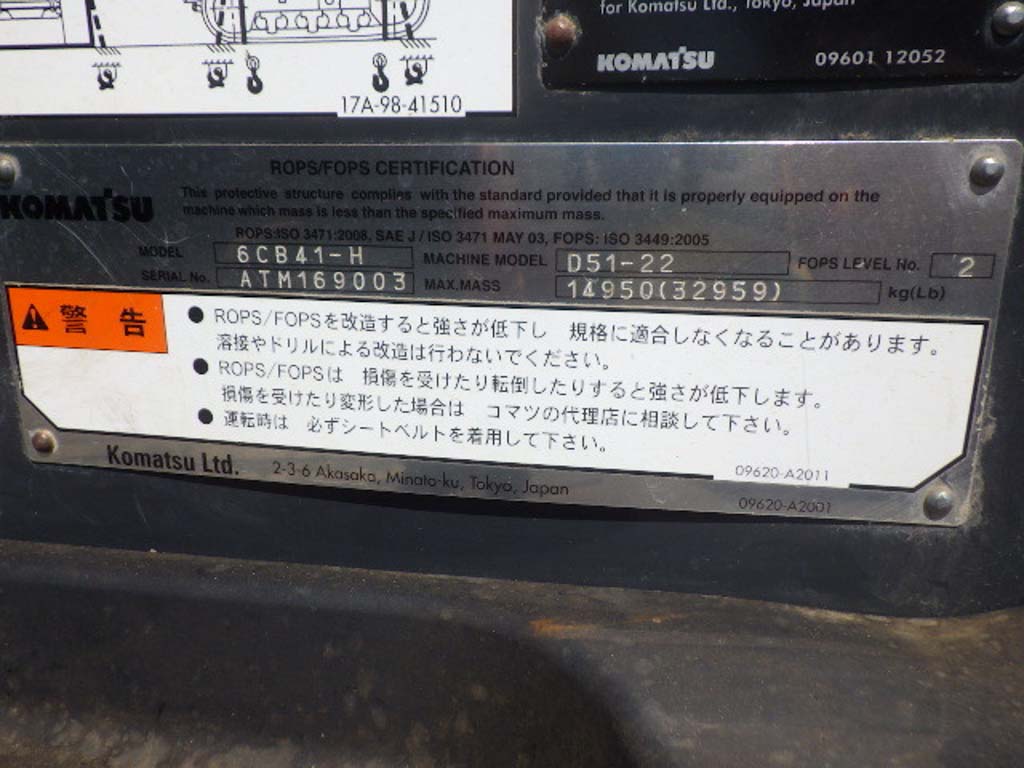 for Komatsu Ltd., Tokyo, Japan
KOMATSU
09601 12052
17A-98-41510
ROPS/FOPS CERTIFICATION
KOMATSU
This protective structure complies with the standard provided that it is properly equipped on the
machine which mass is less than the specified maximum mass.
ROPS:ISO 3471:2008, SAE J / ISO 3471 MAY 03, FOPS: ISO 3449:2005
MODEL 6CB41-H MACHINE MODEL D51-22 FOPS LEVEL No. 2
SERIAL No. ATM169003 MAX.MASS 14950(32959) kg(Lb)
警告
● ROPS/FOPSを改造すると強さが低下し 規格に適合しなくなることがあります。
溶接やドリルによる改造は行わないでください。
● ROPS/FOPSは 損傷を受けたり転倒したりすると強さが低下します。
損傷を受けたり変形した場合は コマツの代理店に相談して下さい。
● 運転時は 必ずシートベルトを着用して下さい。
09620-A2011
Komatsu Ltd. 2-3-6 Akasaka, Minato-ku, Tokyo, Japan
09620-A2001